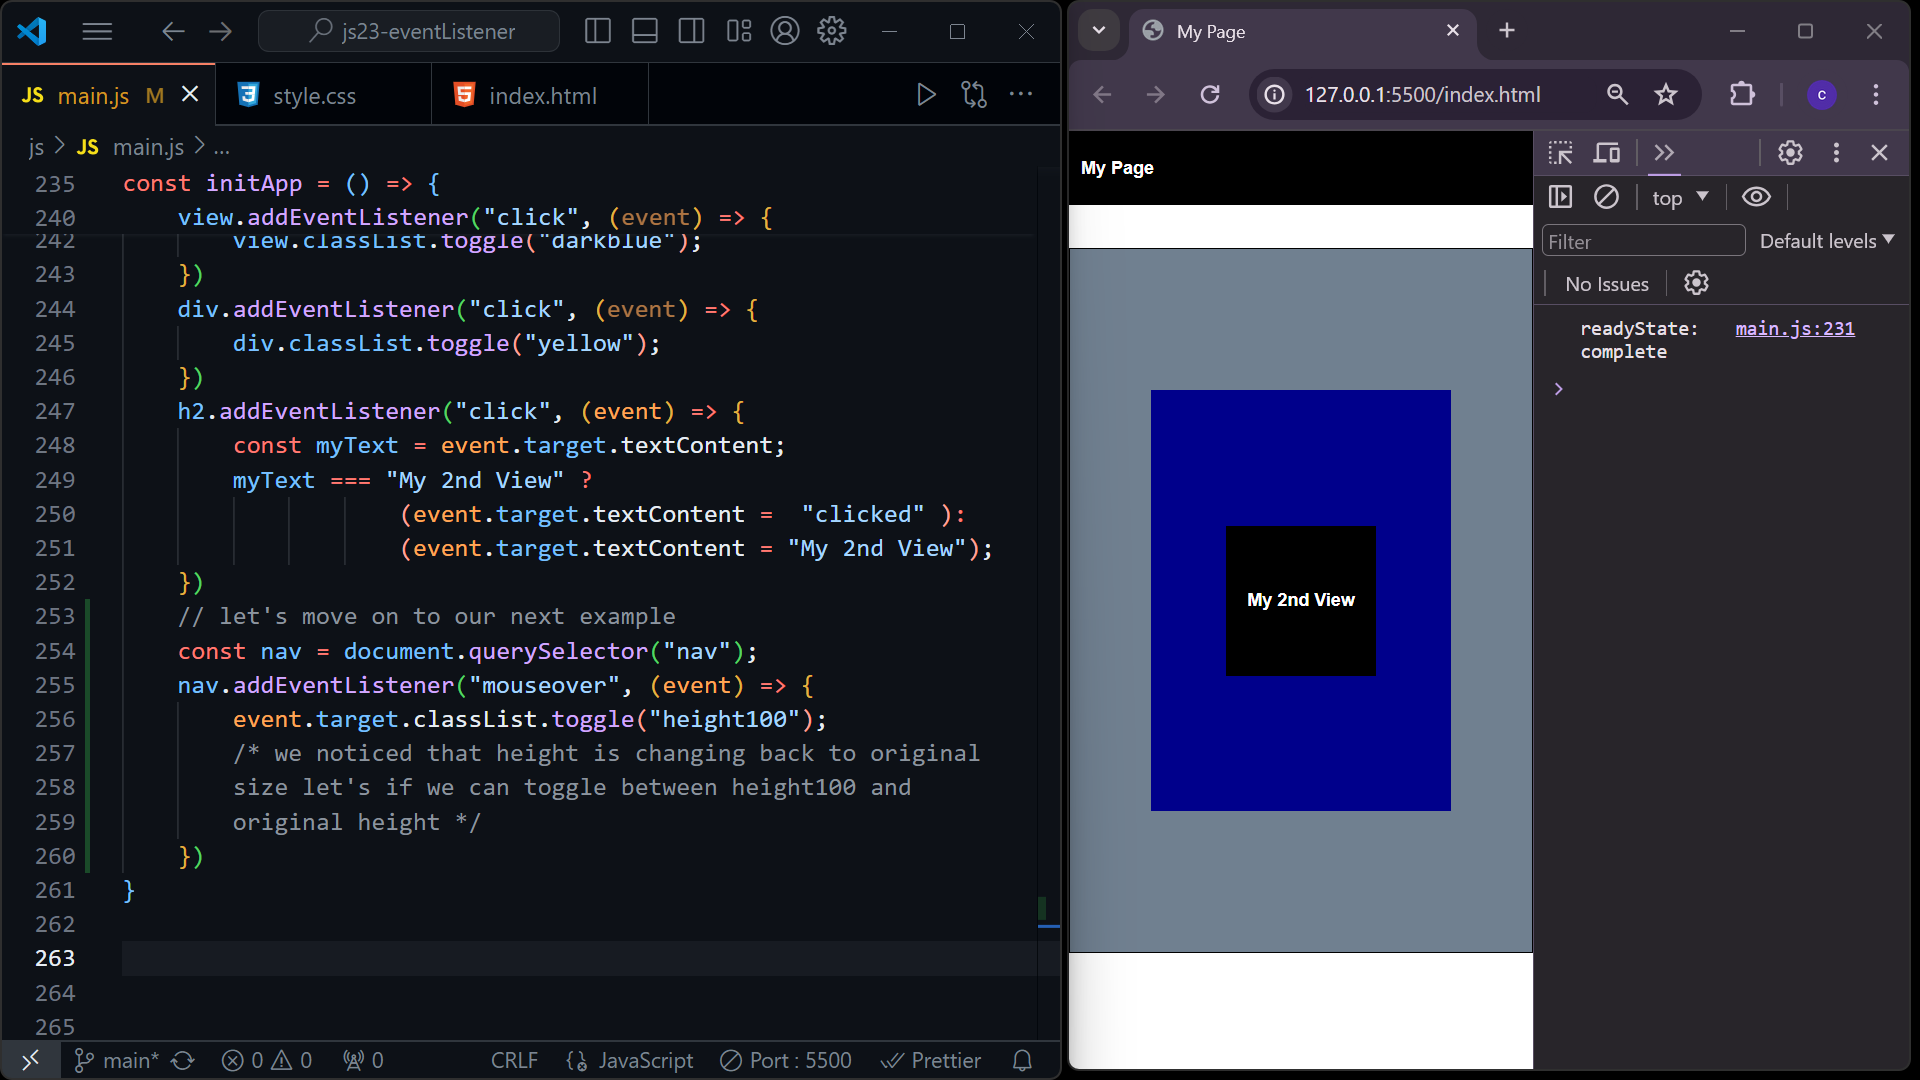 js23-eventListener
JS main.js M
style.css
index.html
js > JS main.js > ...
235 const initApp = () => {
240 view.addEventListener("click", (event) => {
242 view.classList.toggle("darkblue");
243 })
244 div.addEventListener("click", (event) => {
245 div.classList.toggle("yellow");
246 })
247 h2.addEventListener("click", (event) => {
248 const myText = event.target.textContent;
249 myText === "My 2nd View" ?
250 (event.target.textContent =  "clicked" ):
251 (event.target.textContent = "My 2nd View");
252 })
253 // let's move on to our next example
254 const nav = document.querySelector("nav");
255 nav.addEventListener("mouseover", (event) => {
256 event.target.classList.toggle("height100");
257 /* we noticed that height is changing back to original
258 size let's if we can toggle between height100 and
259 original height */
260 })
261 }
262
263
264
265
main* 0 0 0 CRLF JavaScript Port : 5500 Prettier
My Page
127.0.0.1:5500/index.html
c
My Page
My 2nd View
top
Filter
Default levels
No Issues
readyState: main.js:231
complete